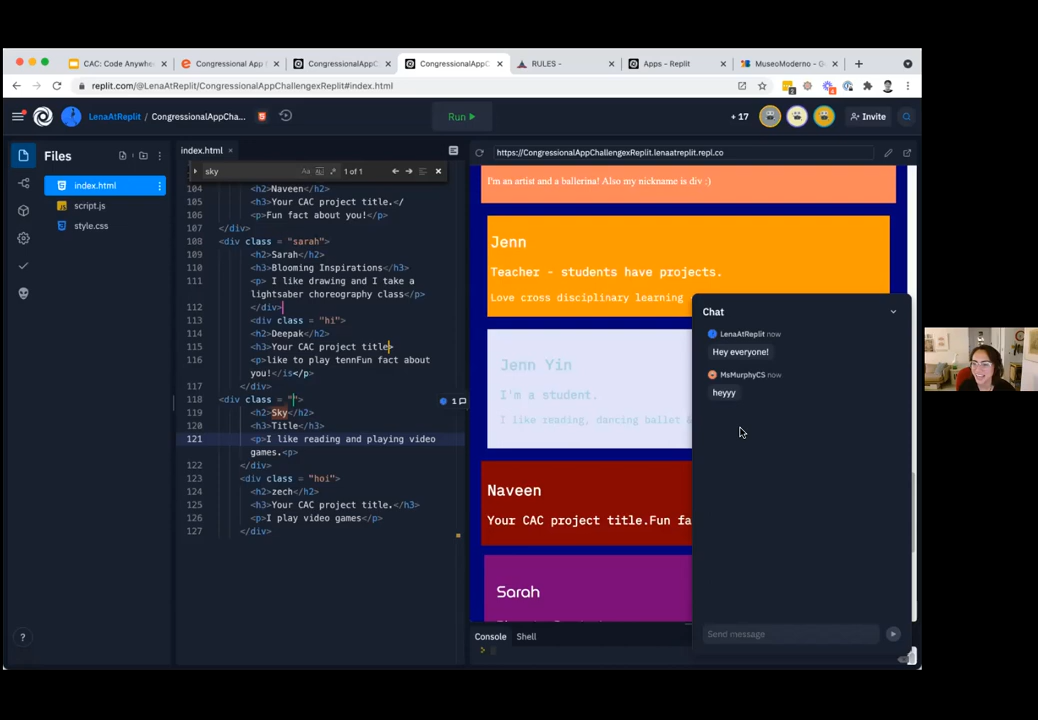 CAC: Code Anywhe
Congressional App
CongressionalAppC
CongressionalAppC
RULES -
Apps - Replit
MuseoModerno - G
replit.com/@LenaAtReplit/CongressionalAppChallengexReplit#index.html
LenaAtReplit / CongressionalAppCha...
Run
+ 17
Invite
Files
index.html
script.js
style.css
?
index.html
sky
Aa
1 of 1
104 <h2>Naveen</h2>
105 <h3>Your CAC project title.</
106 <p>Fun fact about you!</p>
107 </div>
108 <div class = "sarah">
109 <h2>Sarah</h2>
110 <h3>Blooming Inspirations</h3>
111 <p> I like drawing and I take a
lightsaber choreography class</p>
112 </div>
113 <div class = "hi">
114 <h2>Deepak</h2>
115 <h3>Your CAC project title>
116 <p>like to play tennFun fact about
you!</is</p>
117 </div>
118 <div class = "">
1
119 <h2>Sky</h2>
120 <h3>Title</h3>
121 <p>I like reading and playing video
games.<p>
122 </div>
123 <div class = "hoi">
124 <h2>zech</h2>
125 <h3>Your CAC project title.</h3>
126 <p>I play video games</p>
127 </div>
https://CongressionalAppChallengexReplit.lenaatreplit.repl.co
I'm an artist and a ballerina! Also my nickname is div :)
Jenn
Teacher - students have projects.
Love cross disciplinary learning
Jenn Yin
I'm a student.
I like reading, dancing ballet &
Naveen
Your CAC project title.Fun fa
Sarah
Console
Shell
>
Chat
LenaAtReplit now
Hey everyone!
MsMurphyCS now
heyyy
Send message